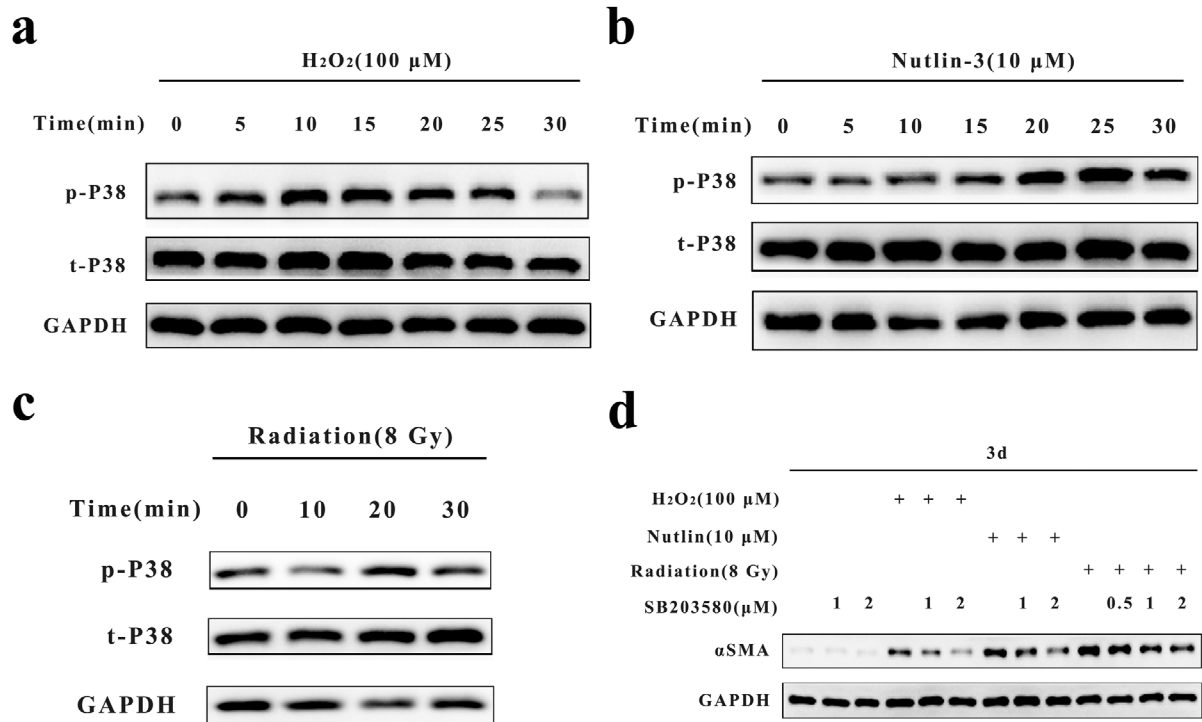 a
H₂O₂(100 μM)
Time(min) 0 5 10 15 20 25 30
p-P38
t-P38
GAPDH
b
Nutlin-3(10 μM)
Time(min) 0 5 10 15 20 25 30
p-P38
t-P38
GAPDH
c
Radiation(8 Gy)
Time(min) 0 10 20 30
p-P38
t-P38
GAPDH
d
3d
H₂O₂(100 μM) + + +
Nutlin(10 μM) + + +
Radiation(8 Gy) + + + +
SB203580(μM) 1 2 1 2 1 2 0.5 1 2
αSMA
GAPDH